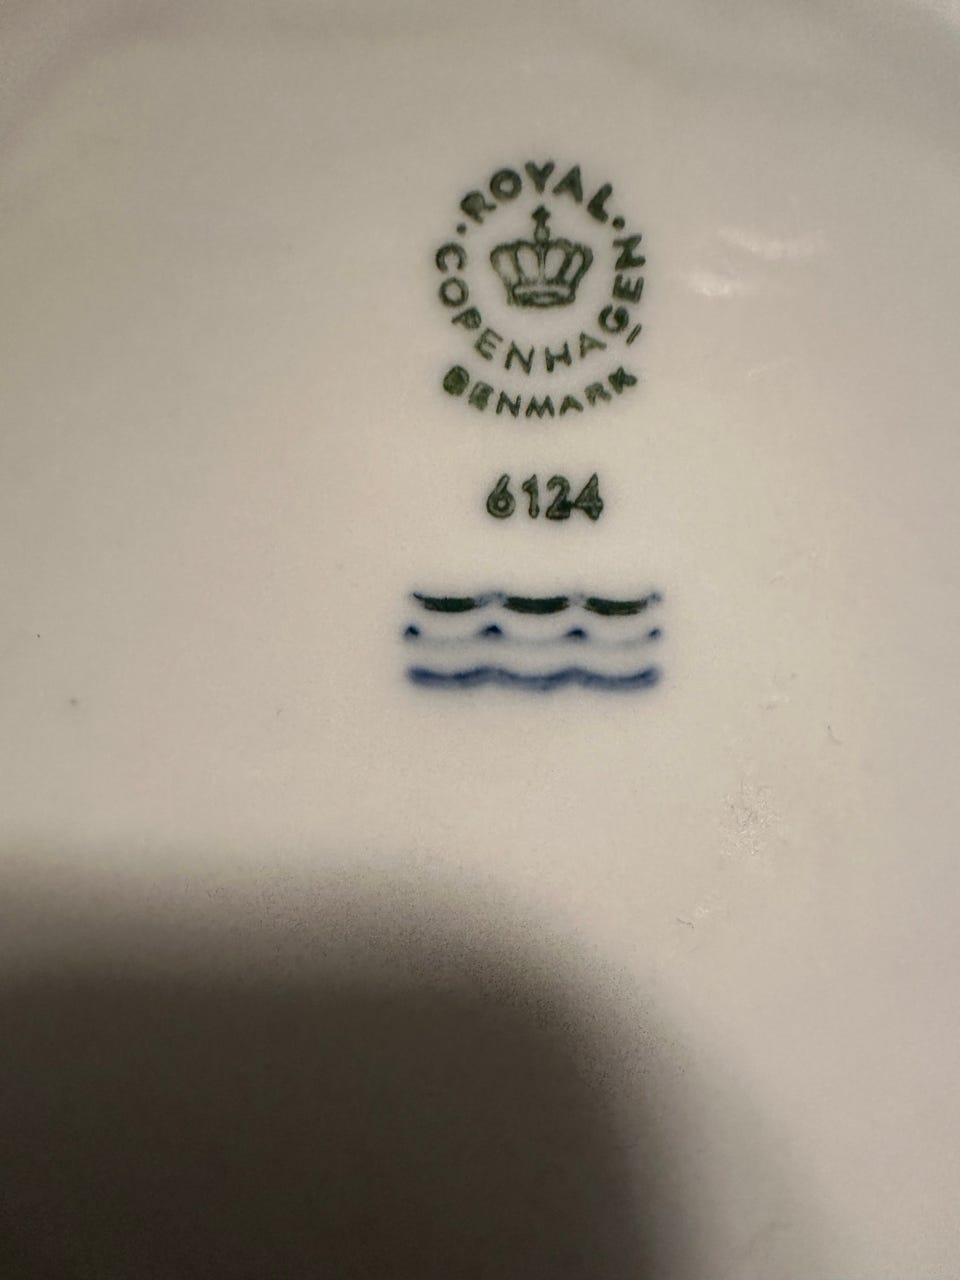 ROYAL
COPENHAGEN
DENMARK
6124